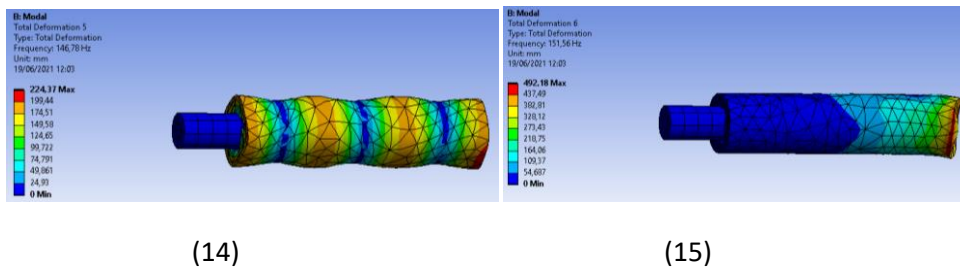 B: Modal
Total Deformation 5
Type: Total Deformation
Frequency: 146,78 Hz
Unit: mm
19/06/2021 12:03
224,37 Max
199,44
174,51
149,58
124,65
99,722
74,791
49,861
24,93
0 Min
B: Modal
Total Deformation 6
Type: Total Deformation
Frequency: 151,56 Hz
Unit: mm
19/06/2021 12:03
492,18 Max
437,49
382,81
328,12
273,43
218,75
164,06
109,37
54,687
0 Min
(14)
(15)